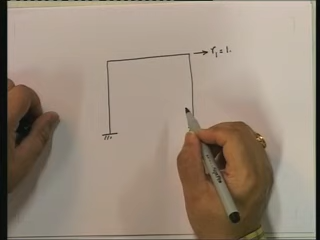 r₁ = 1.